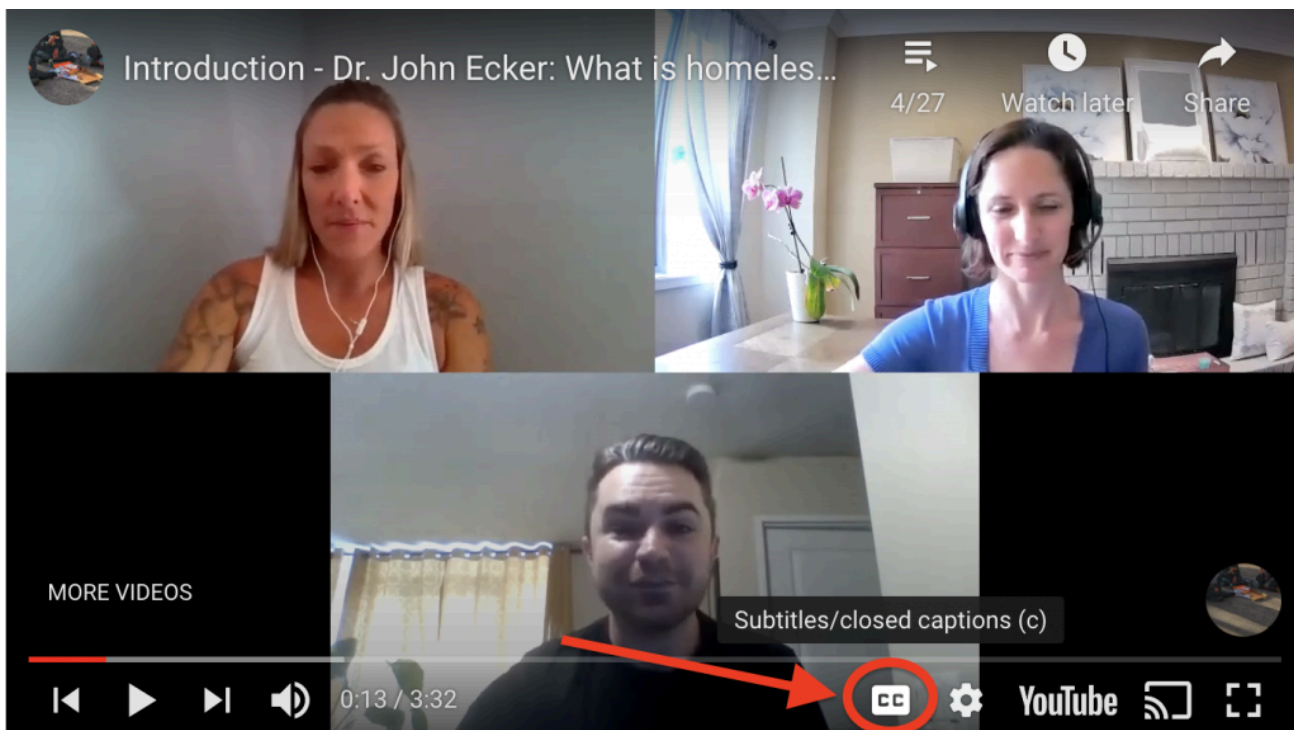 Introduction - Dr. John Ecker: What is homeles...
4/27
Watch later
Share
MORE VIDEOS
Subtitles/closed captions (c)
0:13 / 3:32
CC
YouTube